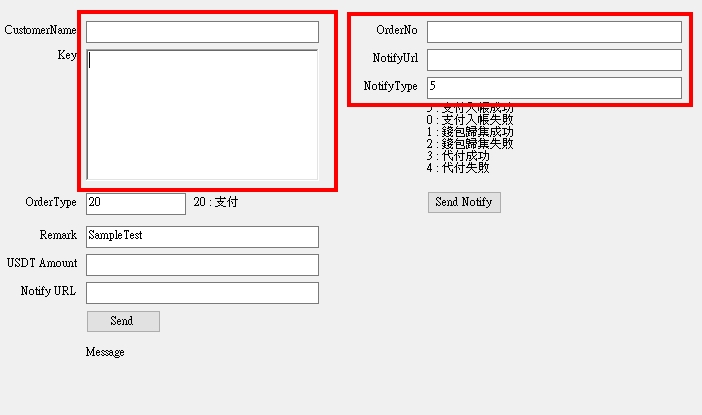 CustomerName
Key
OrderType 20 20 : 支付
Remark SampleTest
USDT Amount
Notify URL
Send
Message
OrderNo
NotifyUrl
NotifyType 5
5 : 支付入帳成功
0 : 支付入帳失敗
1 : 錢包歸集成功
2 : 錢包歸集失敗
3 : 代付成功
4 : 代付失敗
Send Notify